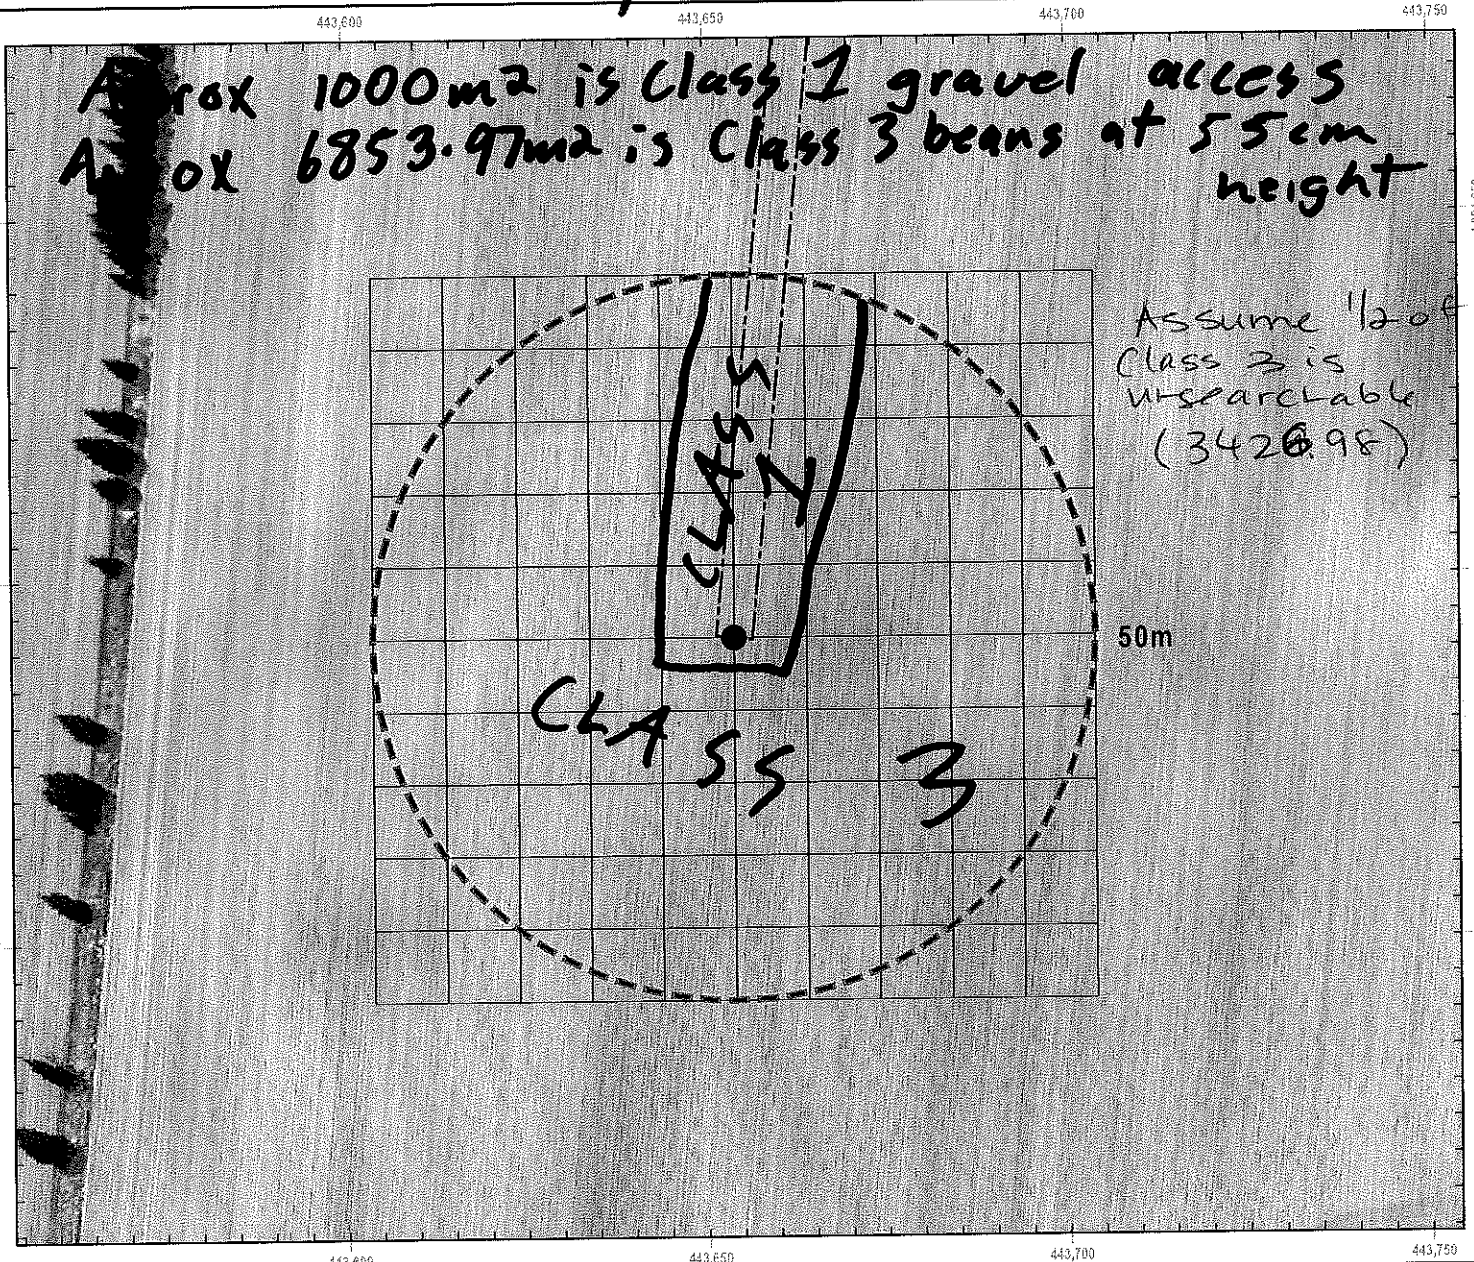 443,600 443,650 443,700 443,750
Aprox 1000m2 is Class 1 gravel access
Aprox 6853.97m2 is Class 3 beans at 55cm
height
Assume 1/2 of
Class 3 is
unsearchable
(3426.98)
CLASS 1
50m
CLASS 3
443,600 443,650 443,700 443,750